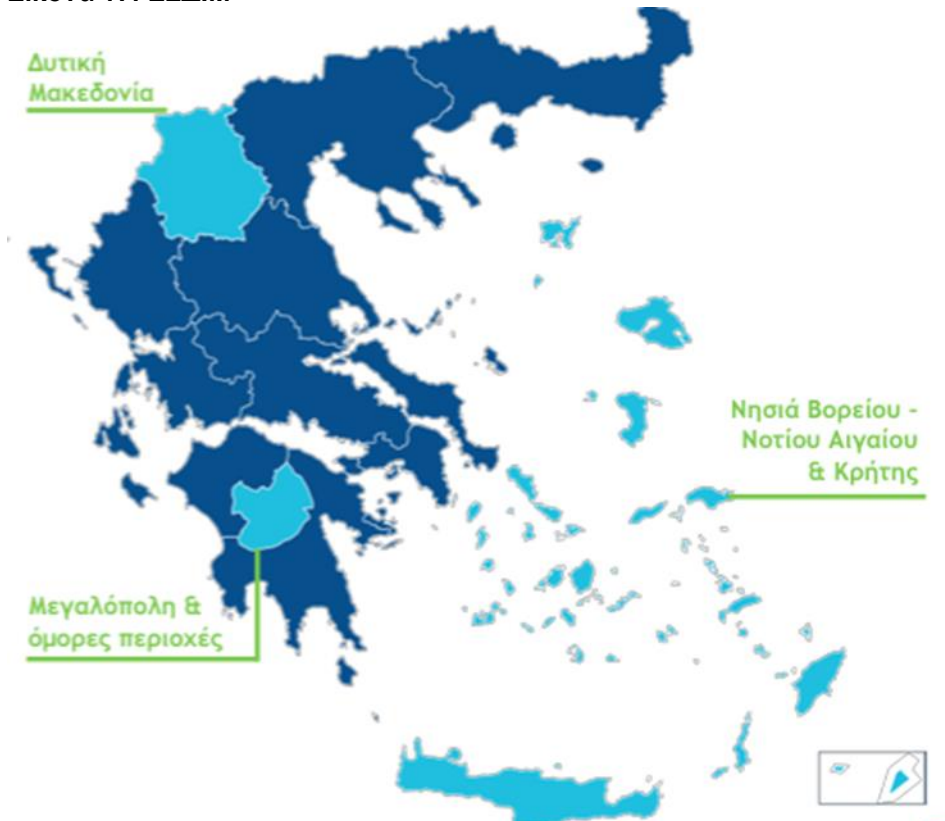 Δυτική
Μακεδονία
Νησιά Βορείου -
Νοτίου Αιγαίου
& Κρήτης
Μεγαλόπολη &
όμορες περιοχές